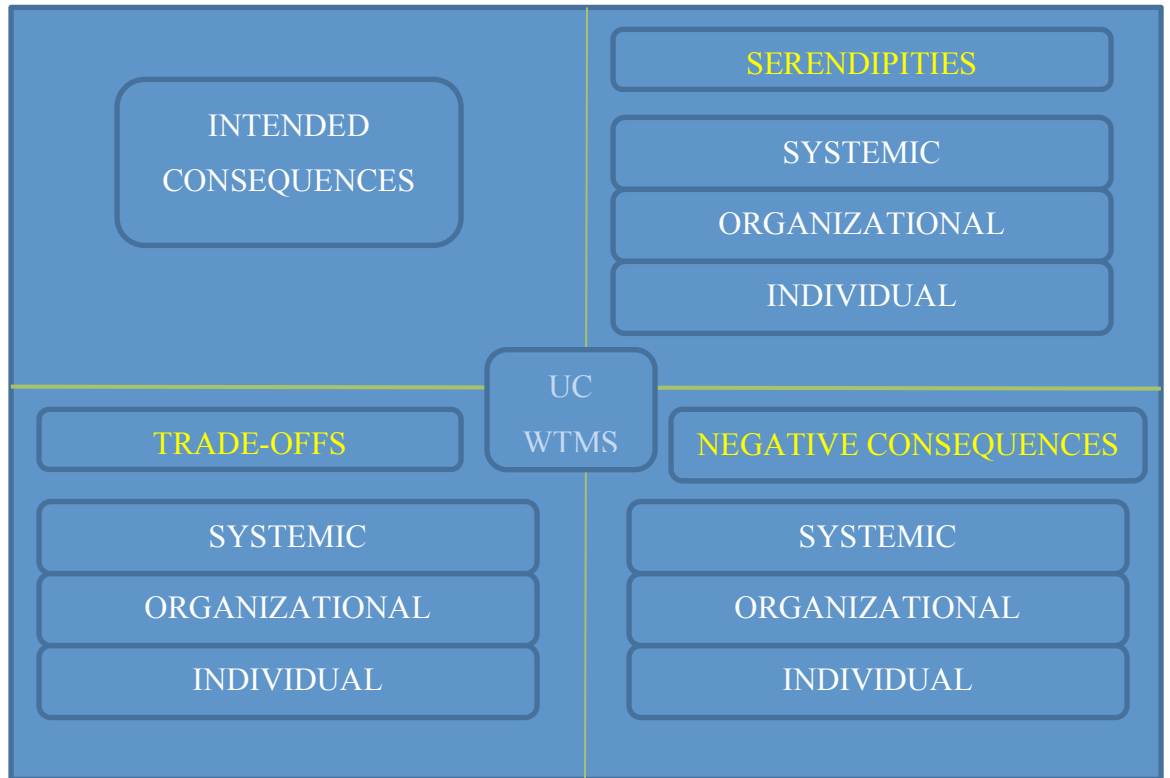 INTENDED
CONSEQUENCES
SERENDIPITIES
SYSTEMIC
ORGANIZATIONAL
INDIVIDUAL
UC
WTMS
TRADE-OFFS
SYSTEMIC
ORGANIZATIONAL
INDIVIDUAL
NEGATIVE CONSEQUENCES
SYSTEMIC
ORGANIZATIONAL
INDIVIDUAL